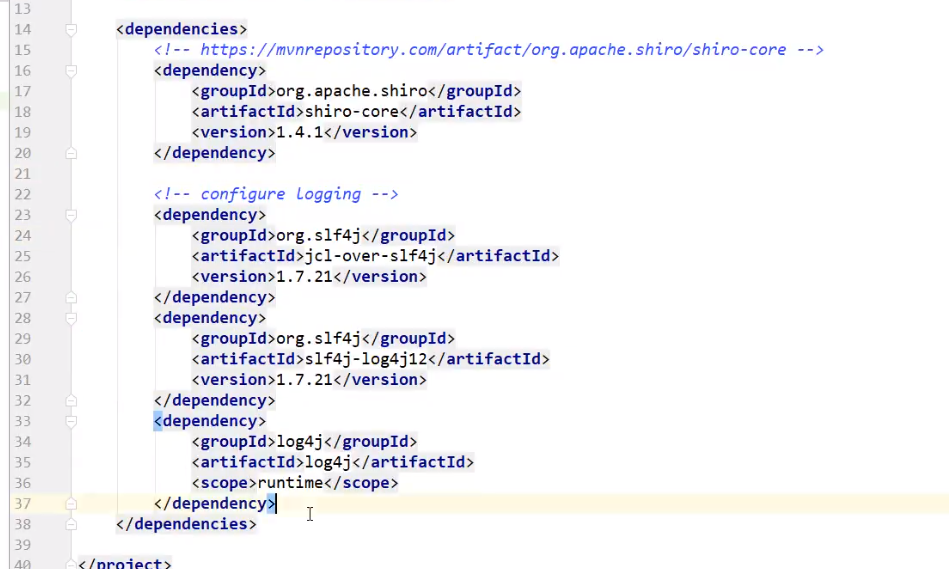 13
14 <dependencies>
15 <!-- https://mvnrepository.com/artifact/org.apache.shiro/shiro-core -->
16 <dependency>
17 <groupId>org.apache.shiro</groupId>
18 <artifactId>shiro-core</artifactId>
19 <version>1.4.1</version>
20 </dependency>
21
22 <!-- configure logging -->
23 <dependency>
24 <groupId>org.slf4j</groupId>
25 <artifactId>jcl-over-slf4j</artifactId>
26 <version>1.7.21</version>
27 </dependency>
28 <dependency>
29 <groupId>org.slf4j</groupId>
30 <artifactId>slf4j-log4j12</artifactId>
31 <version>1.7.21</version>
32 </dependency>
33 <dependency>
34 <groupId>log4j</groupId>
35 <artifactId>log4j</artifactId>
36 <scope>runtime</scope>
37 </dependency>
38 </dependencies>
39
40 </project>